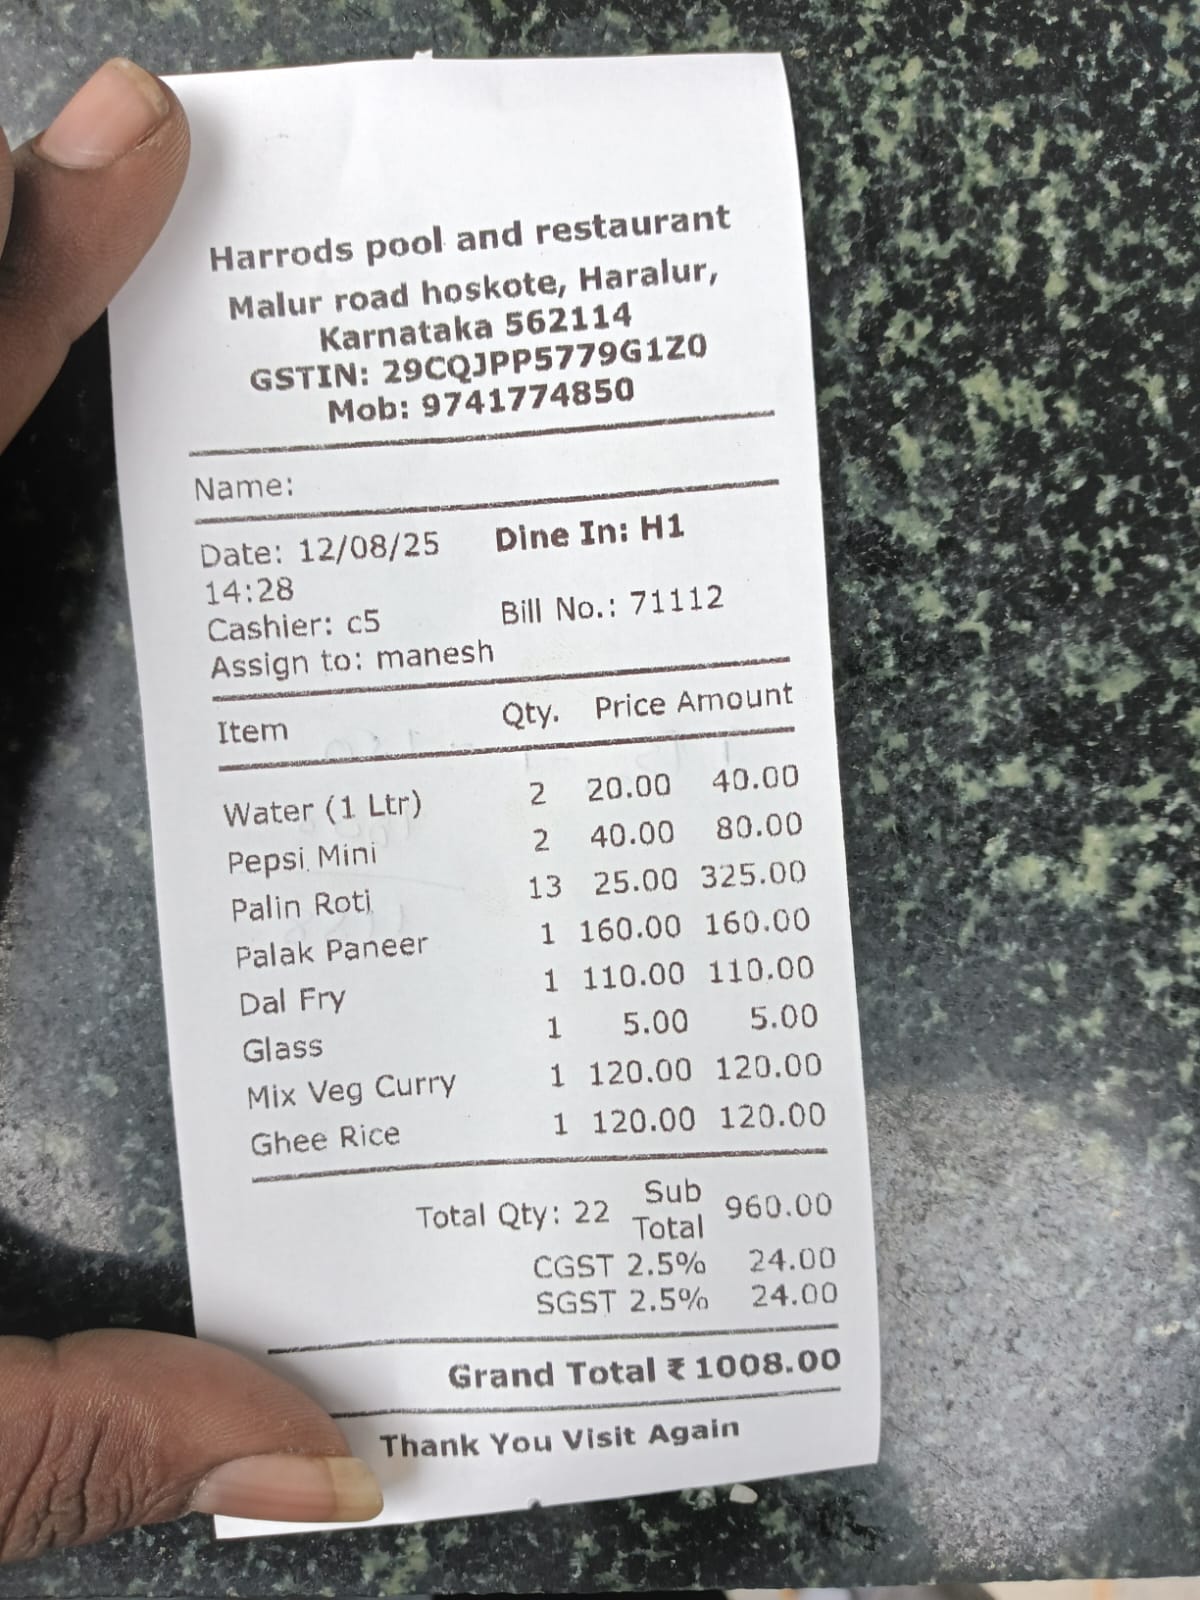 Harrods pool and restaurant
Malur road hoskote, Haralur,
Karnataka 562114
GSTIN: 29CQJPP5779G1Z0
Mob: 9741774850
Name:
Date: 12/08/25 Dine In: H1
14:28
Cashier: c5 Bill No.: 71112
Assign to: manesh
Item Qty. Price Amount
Water (1 Ltr) 2 20.00 40.00
Pepsi Mini 2 40.00 80.00
Palin Roti 13 25.00 325.00
Palak Paneer 1 160.00 160.00
Dal Fry 1 110.00 110.00
Glass 1 5.00 5.00
Mix Veg Curry 1 120.00 120.00
Ghee Rice 1 120.00 120.00
Total Qty: 22 Sub Total 960.00
CGST 2.5% 24.00
SGST 2.5% 24.00
Grand Total ₹ 1008.00
Thank You Visit Again